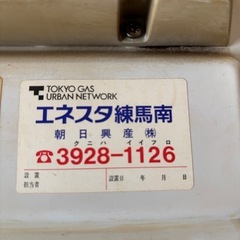 TOKYO GAS
URBAN NETWORK
エネスタ練馬南
朝日興産㈱
クニハ イイフロ
☎3928-1126
設置
担当者
設置日 年 月 日